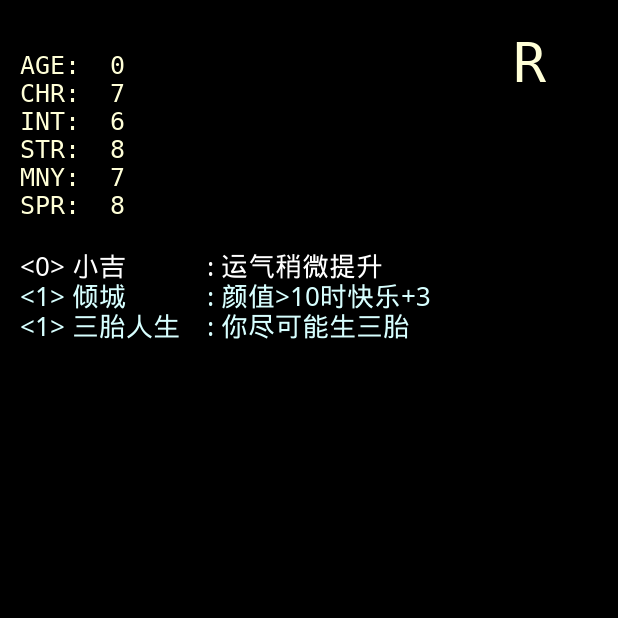 R
AGE: 0
CHR: 7
INT: 6
STR: 8
MNY: 7
SPR: 8
<0> 小吉 : 运气稍微提升
<1> 倾城 : 颜值>10时快乐+3
<1> 三胎人生 : 你尽可能生三胎